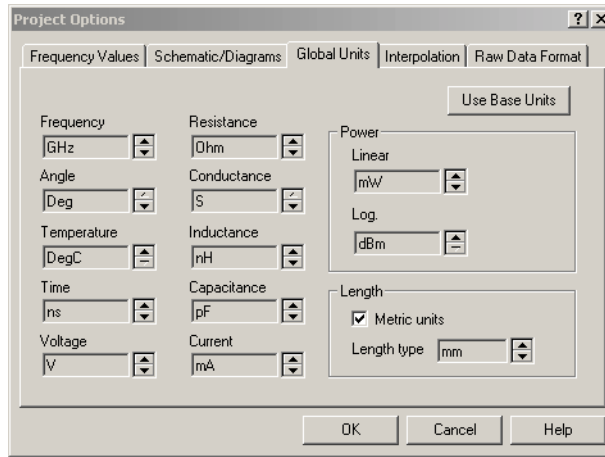 Project Options
Frequency Values Schematic/Diagrams Global Units Interpolation Raw Data Format
Use Base Units
Frequency
GHz
Angle
Deg
Temperature
DegC
Time
ns
Voltage
V
Resistance
Ohm
Conductance
S
Inductance
nH
Capacitance
pF
Current
mA
Power
Linear
mW
Log.
dBm
Length
Metric units
Length type mm
OK Cancel Help